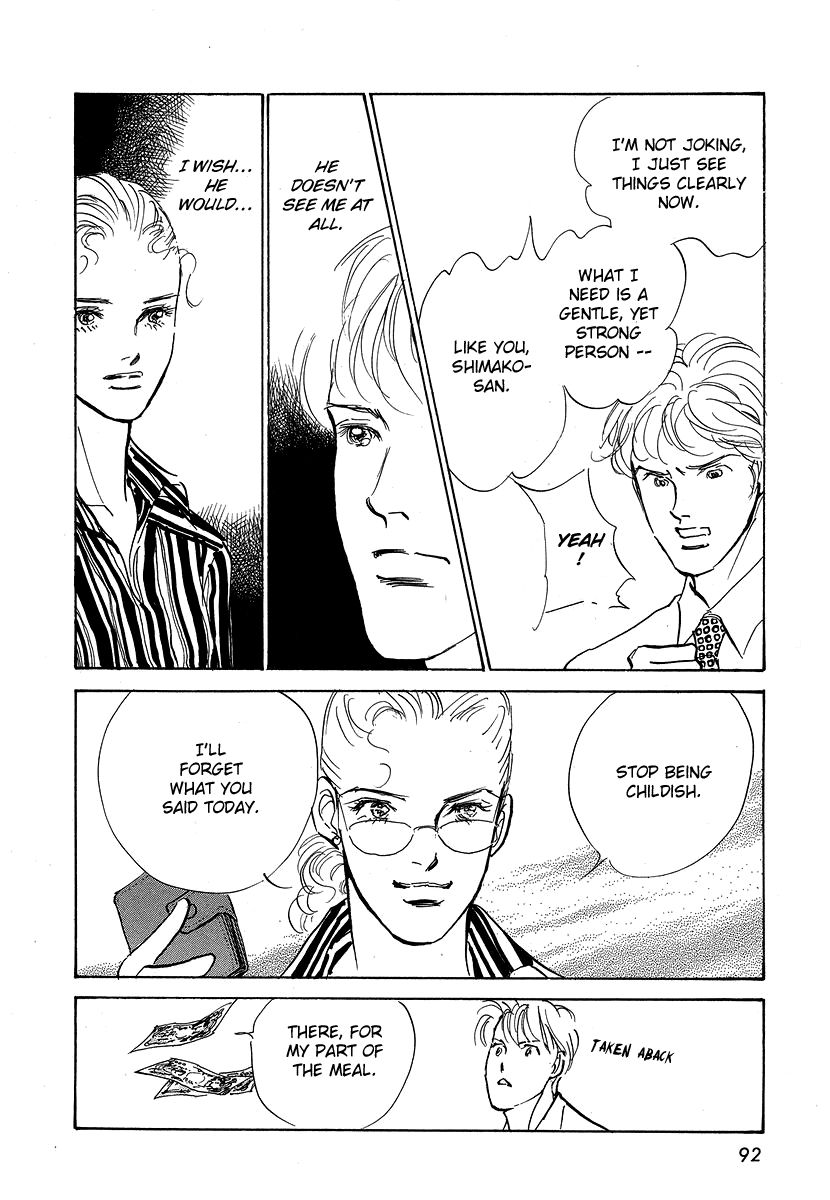 I'M NOT JOKING,
I JUST SEE
THINGS CLEARLY
NOW.
WHAT I
NEED IS A
GENTLE, YET
STRONG
PERSON --
LIKE YOU,
SHIMAKO-
SAN.
YEAH
!
HE
DOESN'T
SEE ME AT
ALL.
I WISH...
HE
WOULD...
STOP BEING
CHILDISH.
I'LL
FORGET
WHAT YOU
SAID TODAY.
TAKEN ABACK
THERE, FOR
MY PART OF
THE MEAL.
92